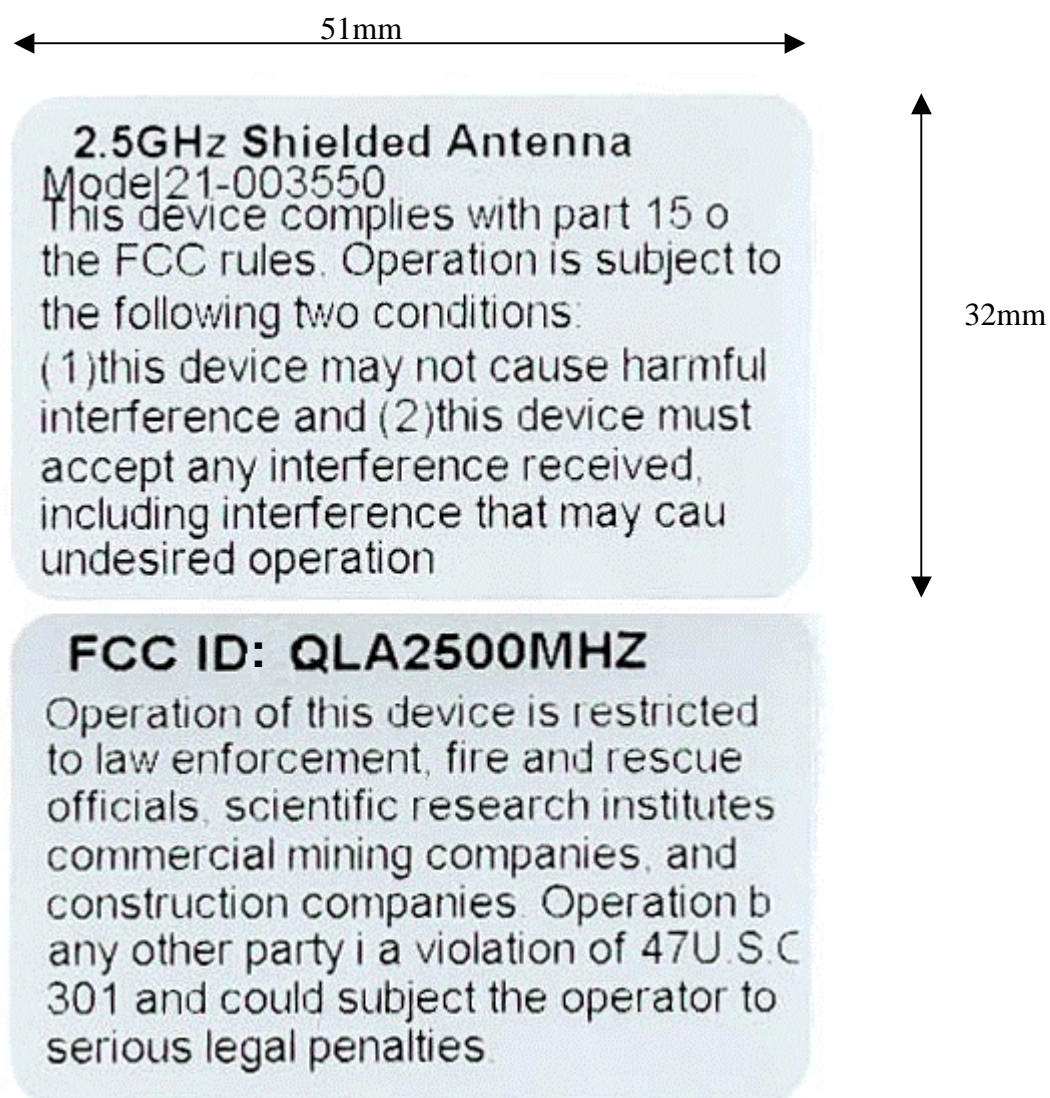 51mm
2.5GHz Shielded Antenna
Model21-003550
This device complies with part 15 o
the FCC rules. Operation is subject to
the following two conditions:
(1)this device may not cause harmful
interference and (2)this device must
accept any interference received,
including interference that may cau
undesired operation
32mm
FCC ID: QLA2500MHZ
Operation of this device is restricted
to law enforcement, fire and rescue
officials, scientific research institutes
commercial mining companies, and
construction companies. Operation b
any other party i a violation of 47U.S.C
301 and could subject the operator to
serious legal penalties.